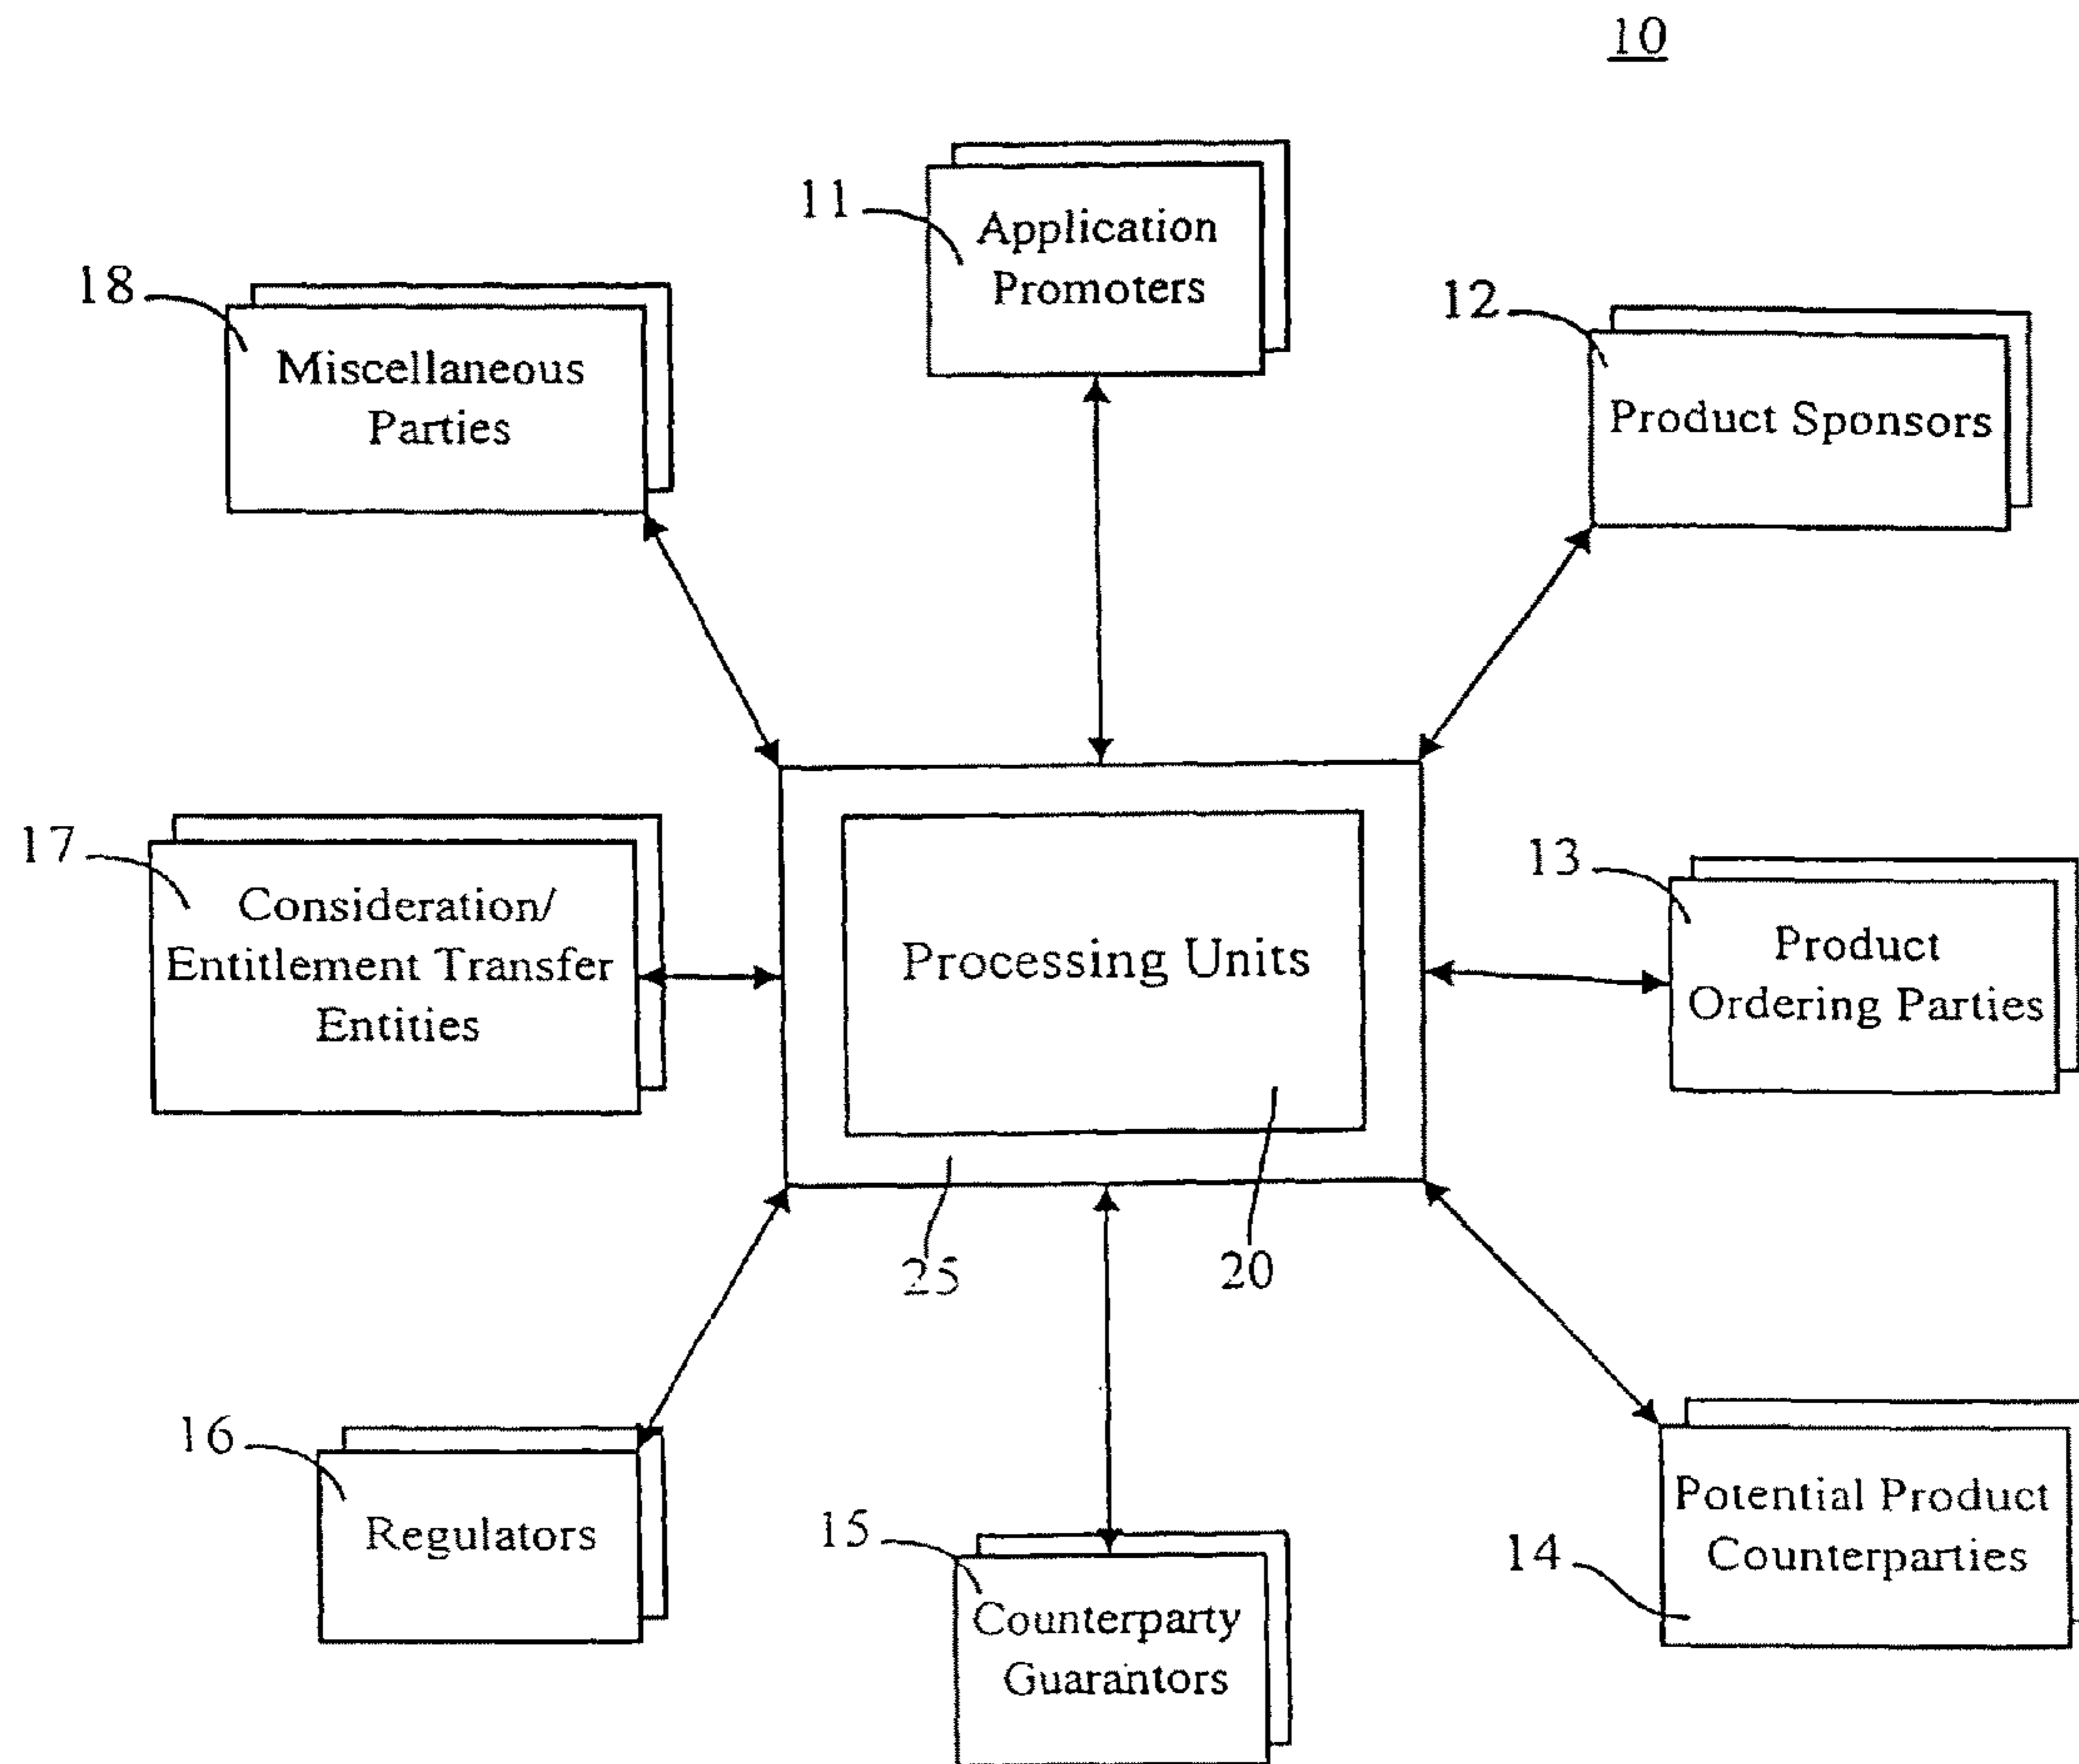 10
11
Application
Promoters
18
Miscellaneous
Parties
12
Product Sponsors
17
Consideration/
Entitlement Transfer
Entities
Processing Units
13
Product
Ordering Parties
25
20
16
Regulators
15
Counterparty
Guarantors
14
Potential Product
Counterparties